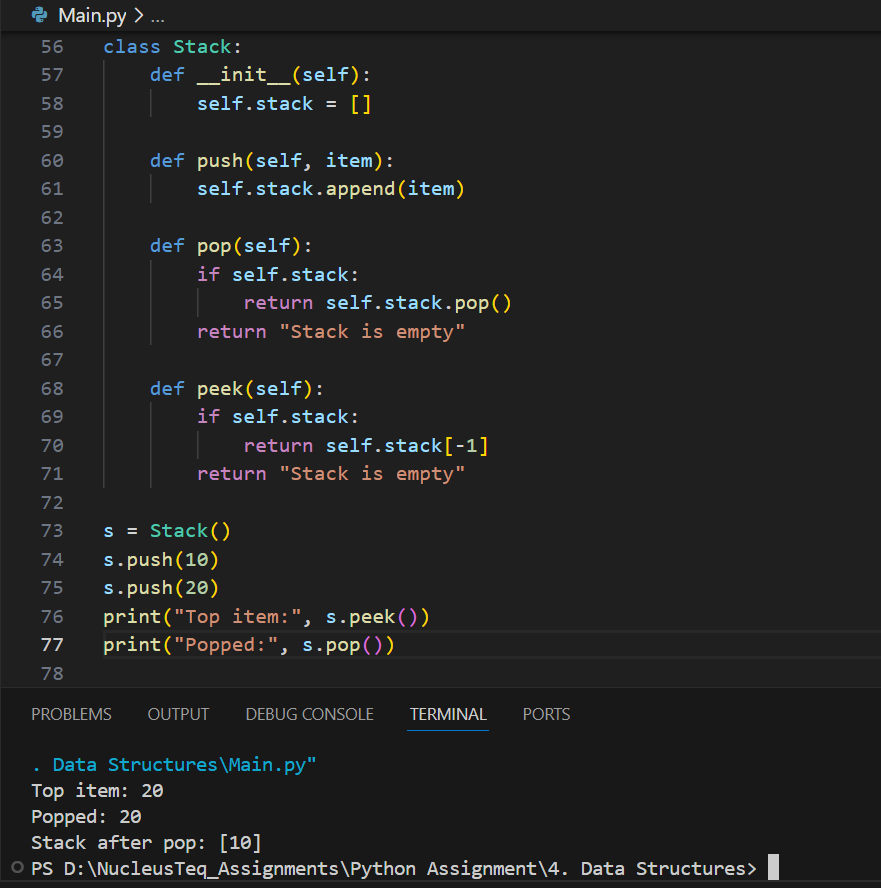 Main.py > ...
56 class Stack:
57     def __init__(self):
58         self.stack = []
59
60     def push(self, item):
61         self.stack.append(item)
62
63     def pop(self):
64         if self.stack:
65             return self.stack.pop()
66         return "Stack is empty"
67
68     def peek(self):
69         if self.stack:
70             return self.stack[-1]
71         return "Stack is empty"
72
73 s = Stack()
74 s.push(10)
75 s.push(20)
76 print("Top item:", s.peek())
77 print("Popped:", s.pop())
78
PROBLEMS OUTPUT DEBUG CONSOLE TERMINAL PORTS
. Data Structures\Main.py"
Top item: 20
Popped: 20
Stack after pop: [10]
PS D:\NucleusTeq_Assignments\Python Assignment\4. Data Structures>